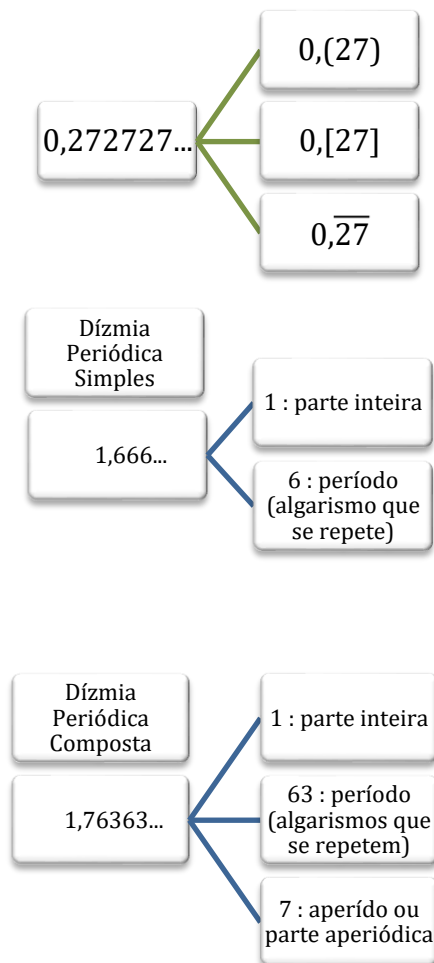 0,272727...
0,(27)
0,[27]
0,\overline{27}
Dízmia
Periódica
Simples
1,666...
1 : parte inteira
6 : período
(algarismo que
se repete)
Dízmia
Periódica
Composta
1,76363...
1 : parte inteira
63 : período
(algarismos que
se repetem)
7 : aperído ou
parte aperiódica